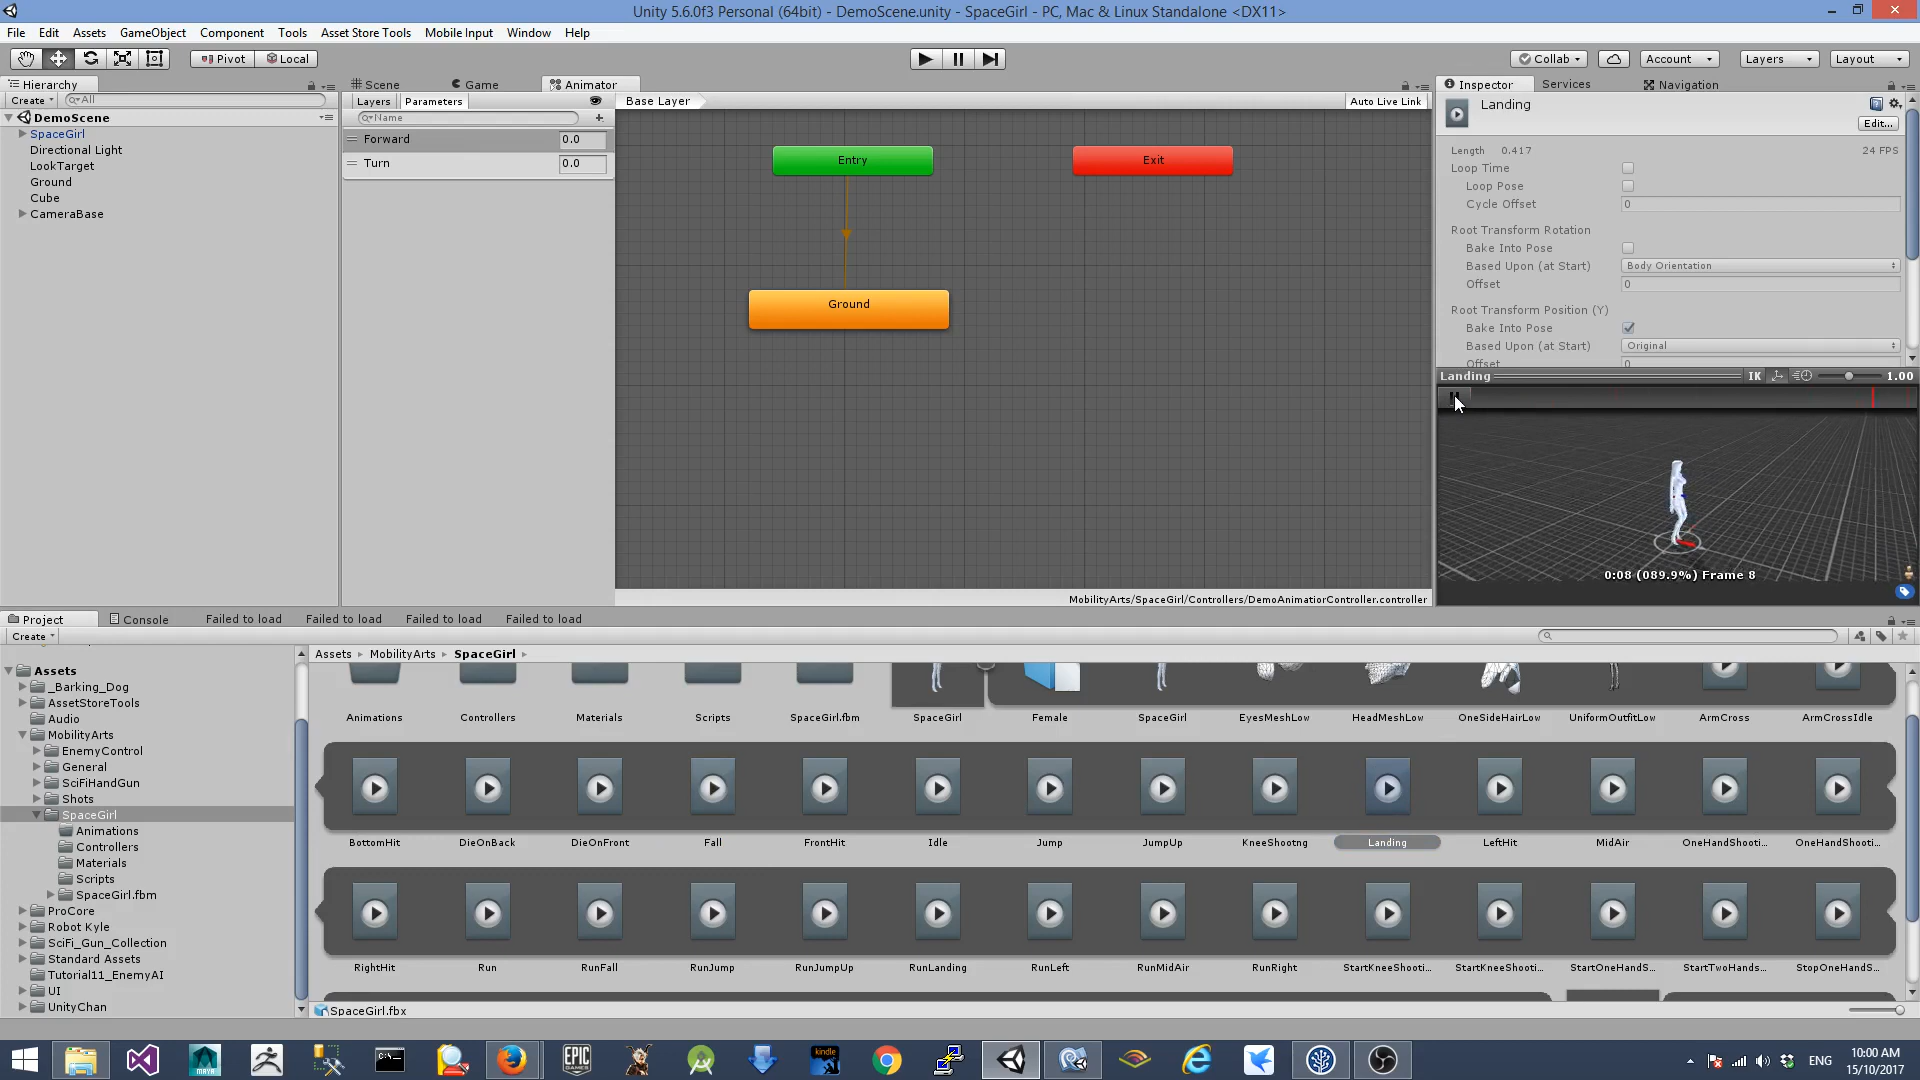 Unity 5.6.0f3 Personal (64bit) - DemoScene.unity - SpaceGirl - PC, Mac & Linux Standalone <DX11>
File Edit Assets GameObject Component Tools Asset Store Tools Mobile Input Window Help
Pivot Local Collab Account Layers Layout
Hierarchy
Create All
DemoScene
SpaceGirl
Directional Light
LookTarget
Ground
Cube
CameraBase
Scene Game Animator
Layers Parameters
Name
Forward 0.0
Turn 0.0
Base Layer Auto Live Link
Entry
Exit
Ground
MobilityArts/SpaceGirl/Controllers/DemoAnimatiorController.controller
Inspector Services Navigation
Landing
Edit...
Length 0.417 24 FPS
Loop Time
Loop Pose
Cycle Offset 0
Root Transform Rotation
Bake Into Pose
Based Upon (at Start) Body Orientation
Offset 0
Root Transform Position (Y)
Bake Into Pose
Based Upon (at Start) Original
Offset 0
Landing IK 1.00
0:08 (089.9%) Frame 8
Project Console Failed to load Failed to load Failed to load Failed to load
Create
Assets
_Barking_Dog
AssetStoreTools
Audio
MobilityArts
EnemyControl
General
SciFiHandGun
Shots
SpaceGirl
Animations
Controllers
Materials
Scripts
SpaceGirl.fbm
ProCore
Robot Kyle
SciFi_Gun_Collection
Standard Assets
Tutorial11_EnemyAI
UI
UnityChan
Assets MobilityArts SpaceGirl
Animations Controllers Materials Scripts SpaceGirl.fbm SpaceGirl Female SpaceGirl EyesMeshLow HeadMeshLow OneSideHairLow UniformOutfitLow ArmCross ArmCrossIdle
BottomHit DieOnBack DieOnFront Fall FrontHit Idle Jump JumpUp KneeShootng Landing LeftHit MidAir OneHandShooti... OneHandShooti...
RightHit Run RunFall RunJump RunJumpUp RunLanding RunLeft RunMidAir RunRight StartKneeShooti... StartKneeShooti... StartOneHandS... StartTwoHands... StopOneHandS...
SpaceGirl.fbx
MAYA
C:\
EPIC
GAMES
kindle
ENG
10:00 AM
15/10/2017